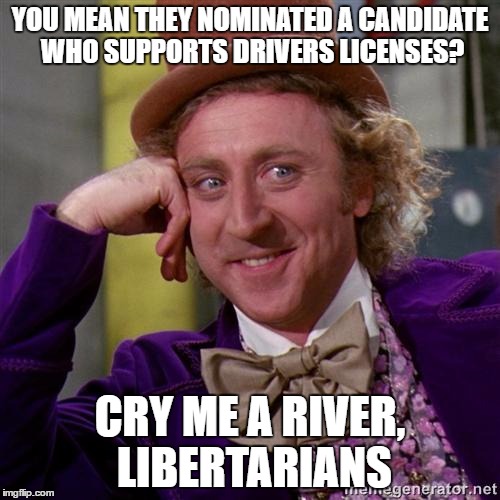 YOU MEAN THEY NOMINATED A CANDIDATE
WHO SUPPORTS DRIVERS LICENSES?
CRY ME A RIVER,
LIBERTARIANS
imgflip.com
memegenerator.net